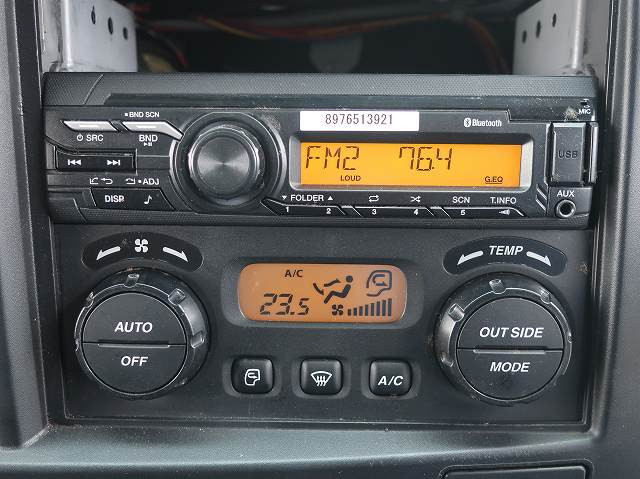 BND SCN
8976513921
Bluetooth
MIC
SRC
BND
FM2 76.4
LOUD
G.EQ
USB
ADJ
DISP
FOLDER
1 2 3 4 5 6
SCN
T.INFO
AUX
A/C
23.5
TEMP
AUTO
OFF
OUT SIDE
MODE
A/C